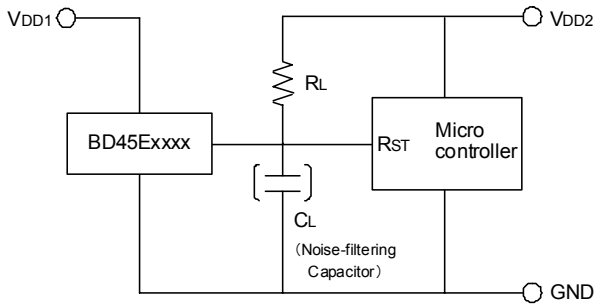 VDD1
VDD2
RL
BD45Exxxx
RST
Micro
controller
CL
（Noise-filtering
Capacitor）
GND